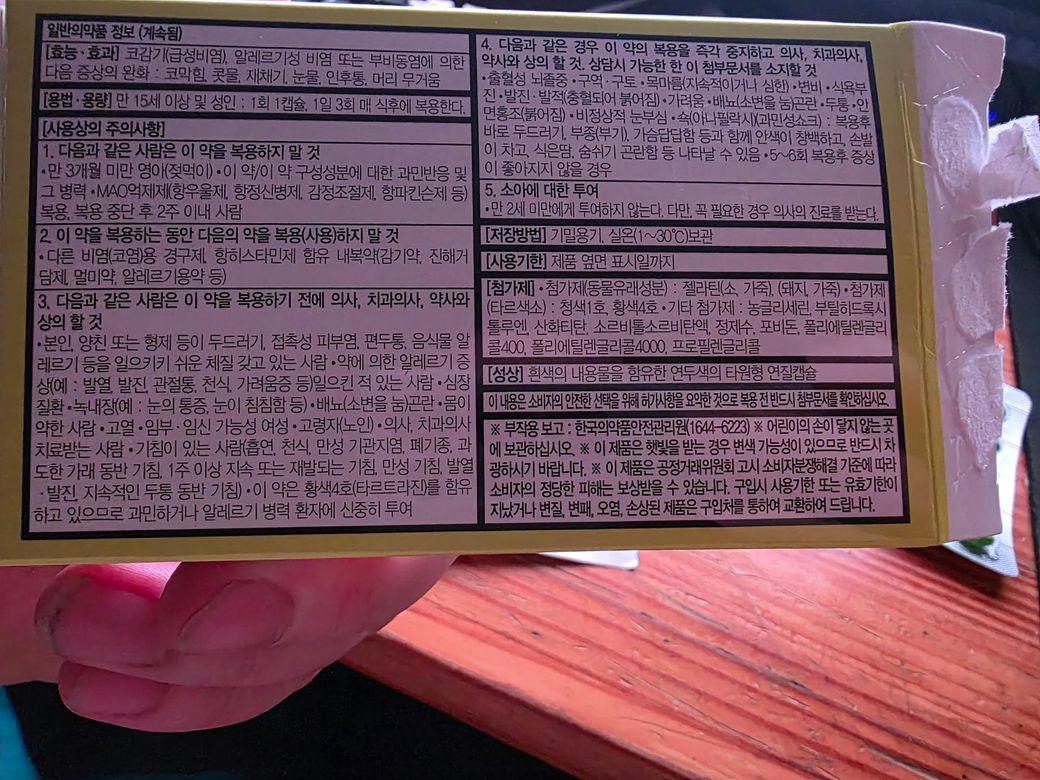 일반의약품 정보 (계속됨)
[효능·효과] 코감기(급성비염), 알레르기성 비염 또는 부비동염에 의한
다음 증상의 완화 : 코막힘, 콧물, 재채기, 눈물, 인후통, 머리 무거움
[용법·용량] 만 15세 이상 및 성인 : 1회 1캡슐, 1일 3회 매 식후에 복용한다.
[사용상의 주의사항]
1. 다음과 같은 사람은 이 약을 복용하지 말 것
•만 3개월 미만 영아(젖먹이) •이 약/이 약 구성성분에 대한 과민반응 및
그 병력 •MAO억제제(항우울제, 항정신병제, 감정조절제, 항파킨슨제 등)
복용, 복용 중단 후 2주 이내 사람
2. 이 약을 복용하는 동안 다음의 약을 복용(사용)하지 말 것
•다른 비염(코염)용 경구제, 항히스타민제 함유 내복약(감기약, 진해거
담제, 멀미약, 알레르기용약 등)
3. 다음과 같은 사람은 이 약을 복용하기 전에 의사, 치과의사, 약사와
상의 할 것
•본인, 양친 또는 형제 등이 두드러기, 접촉성 피부염, 편두통, 음식물 알
레르기 등을 일으키기 쉬운 체질 갖고 있는 사람 •약에 의한 알레르기 증
상(예 : 발열, 발진, 관절통, 천식, 가려움증 등)일으킨 적 있는 사람 •심장
질환 •녹내장(예 : 눈의 통증, 눈이 침침함 등) •배뇨(소변을 눔)곤란 •몸이
약한 사람 •고열 •임부·임신 가능성 여성 •고령자(노인) •의사, 치과의사
치료받는 사람 •기침이 있는 사람(흡연, 천식, 만성 기관지염, 폐기종, 과
도한 가래 동반 기침, 1주 이상 지속 또는 재발되는 기침, 만성 기침, 발열
·발진, 지속적인 두통 동반 기침) •이 약은 황색4호(타르트라진)를 함유
하고 있으므로 과민하거나 알레르기 병력 환자에 신중히 투여
4. 다음과 같은 경우 이 약의 복용을 즉각 중지하고 의사, 치과의사,
약사와 상의 할 것. 상담시 가능한 한 이 첨부문서를 소지할 것
•출혈성 뇌졸중 •구역·구토 •목마름(지속적이거나 심한) •변비 •식욕부
진 •발진·발적(충혈되어 붉어짐) •가려움 •배뇨(소변을 눔)곤란 •두통 •안
면홍조(붉어짐) •비정상적 눈부심 •쇽(아나필락시)(과민성쇼크) : 복용후
바로 두드러기, 부종(부기), 가슴답답함 등과 함께 안색이 창백하고, 손발
이 차고, 식은땀, 숨쉬기 곤란함 등 나타날 수 있음 •5~6회 복용후 증상
이 좋아지지 않을 경우
5. 소아에 대한 투여
•만 2세 미만에게 투여하지 않는다. 다만, 꼭 필요한 경우 의사의 진료를 받는다.
[저장방법] 기밀용기, 실온(1~30℃)보관
[사용기한] 제품 옆면 표시일까지
[첨가제] •첨가제(동물유래성분) : 젤라틴(소, 가죽), (돼지, 가죽) •첨가제
(타르색소) : 청색1호, 황색4호 •기타 첨가제 : 농글리세린, 부틸히드록시
톨루엔, 산화티탄, 소르비톨소르비탄액, 정제수, 포비돈, 폴리에틸렌글리
콜400, 폴리에틸렌글리콜4000, 프로필렌글리콜
[성상] 흰색의 내용물을 함유한 연두색의 타원형 연질캡슐
이 내용은 소비자의 안전한 선택을 위해 허가사항을 요약한 것으로 복용 전 반드시 첨부문서를 확인하십시오.
※ 부작용 보고 : 한국의약품안전관리원(1644-6223) ※ 어린이의 손이 닿지 않는 곳
에 보관하십시오. ※ 이 제품은 햇빛을 받는 경우 변색 가능성이 있으므로 반드시 차
광하시기 바랍니다. ※ 이 제품은 공정거래위원회 고시 소비자분쟁해결 기준에 따라
소비자의 정당한 피해는 보상받을 수 있습니다. 구입시 사용기한 또는 유효기한이
지났거나 변질, 변패, 오염, 손상된 제품은 구입처를 통하여 교환하여 드립니다.